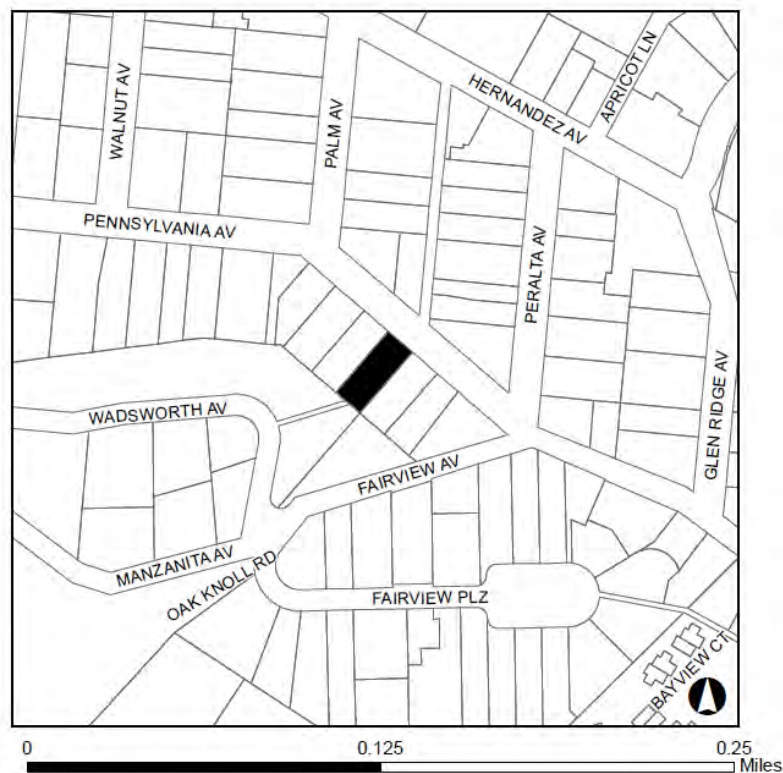 WALNUT AV
PALM AV
HERNANDEZ AV
APRICOT LN
PENNSYLVANIA AV
PERALTA AV
GLEN RIDGE AV
WADSWORTH AV
FAIRVIEW AV
MANZANITA AV
OAK KNOLL RD
FAIRVIEW PLZ
BAYVIEW CT
0 0.125 0.25
Miles